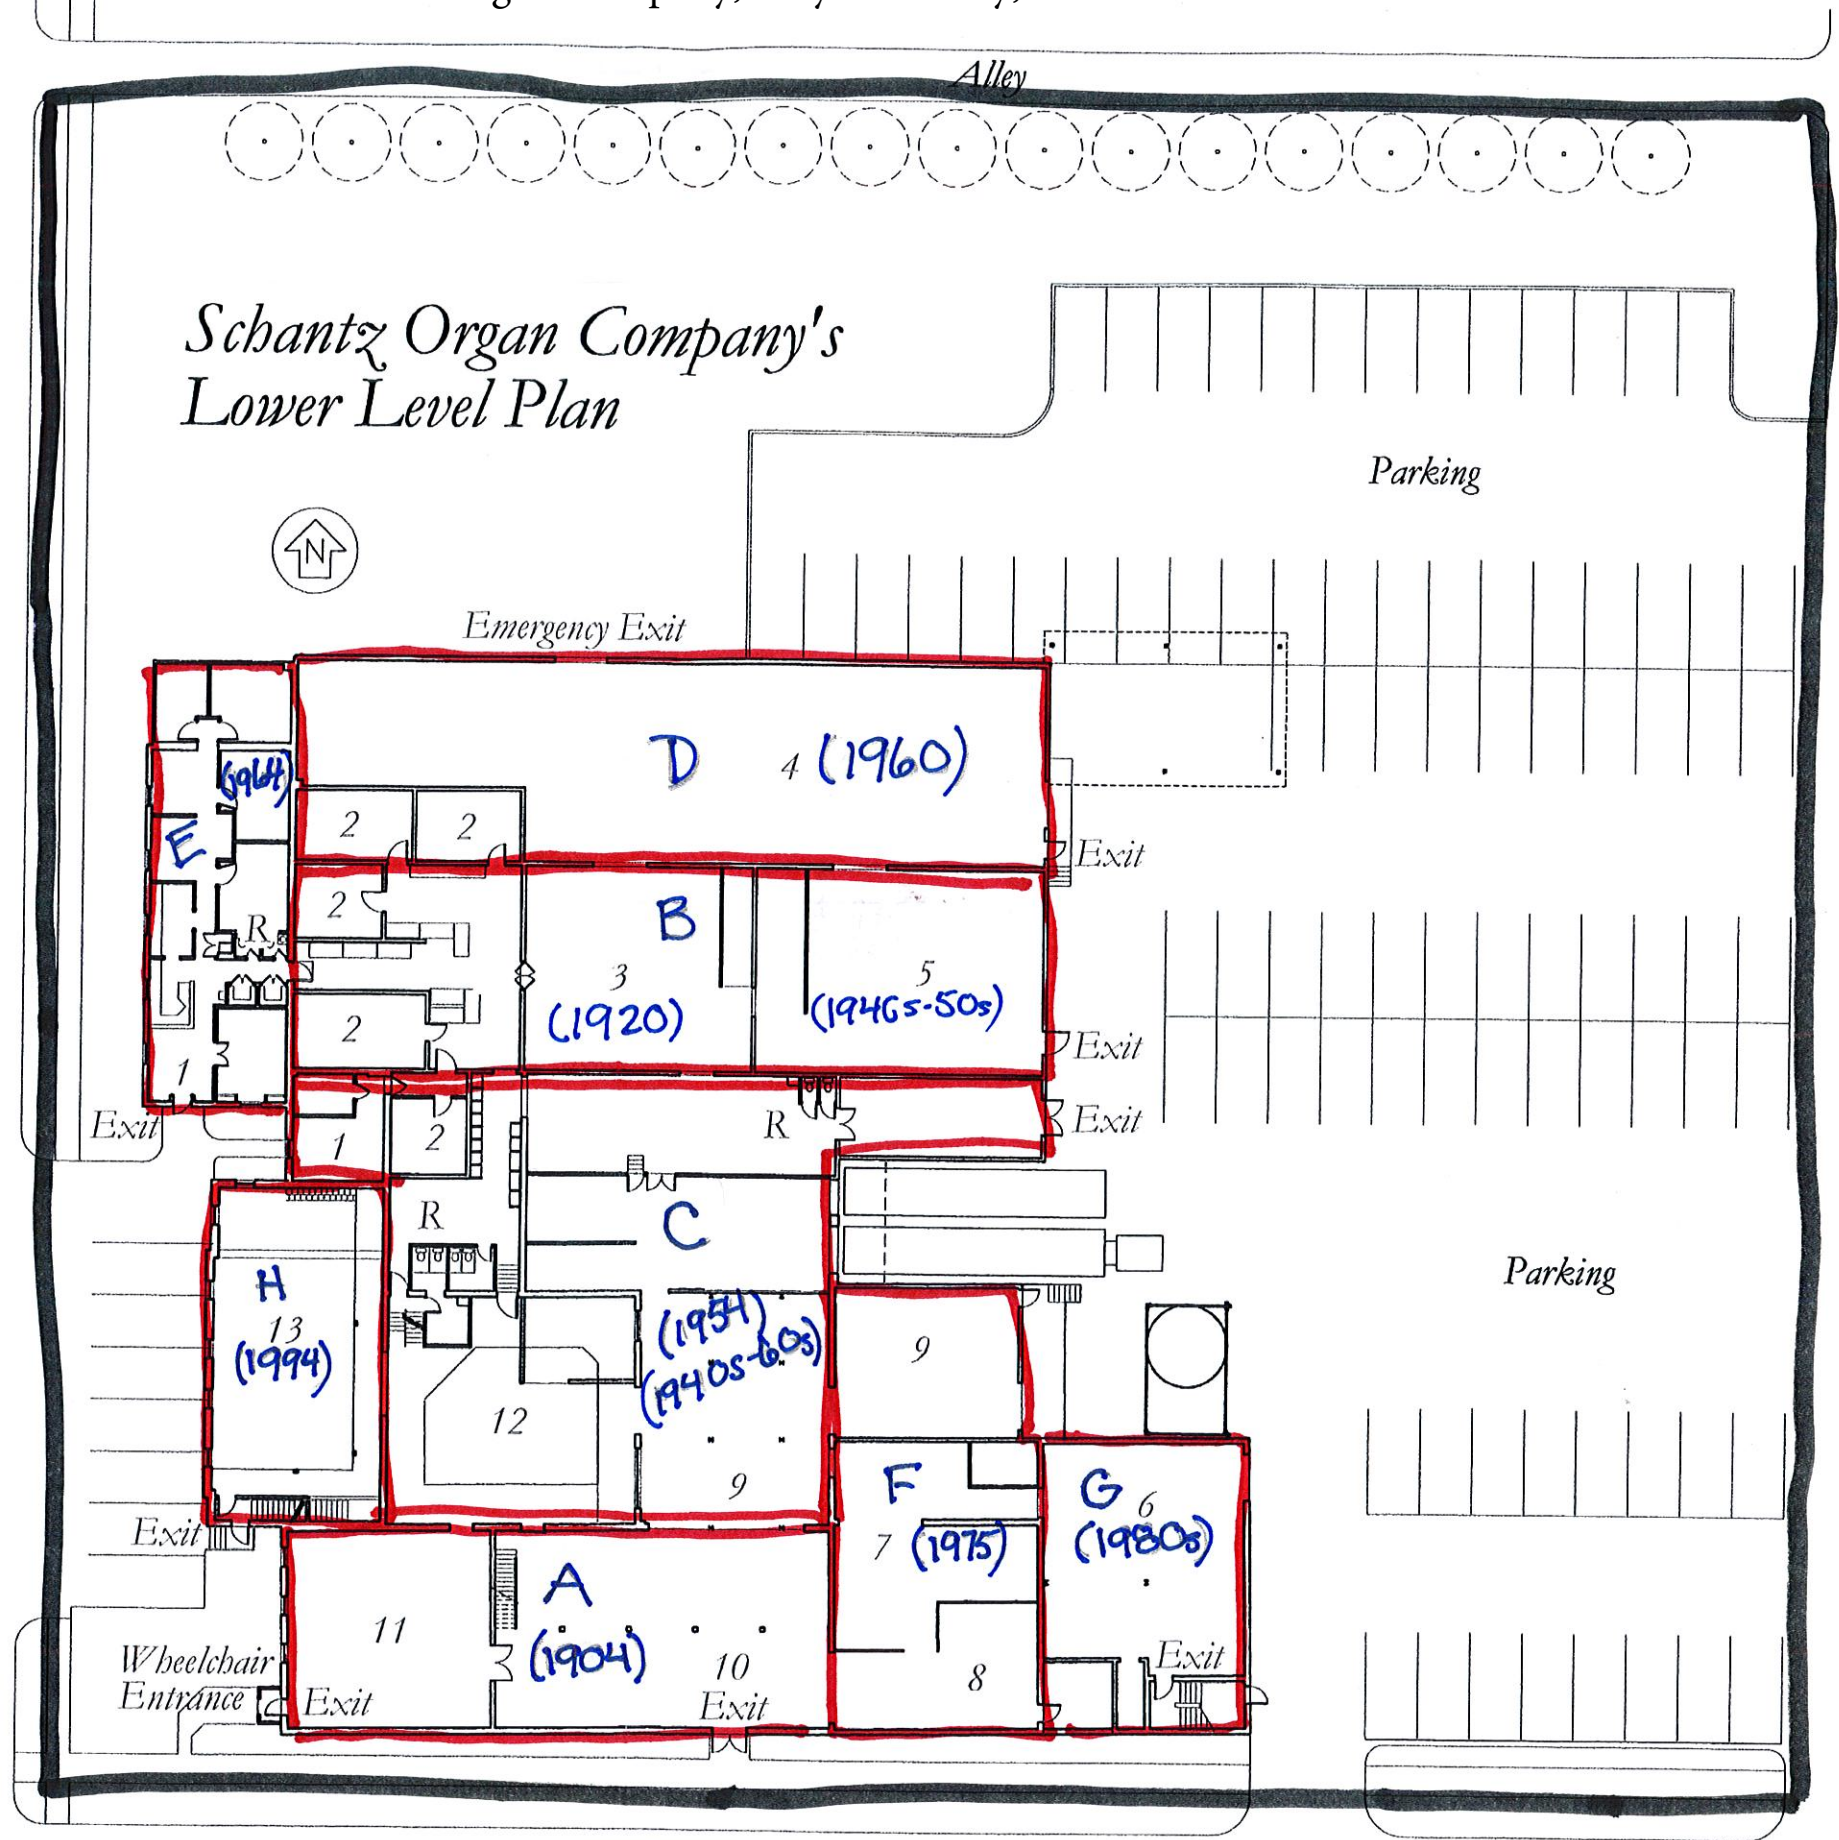 Alley
Schantz Organ Company's
Lower Level Plan
Parking
N
Emergency Exit
D
4 (1960)
(1964)
E
2
2
Exit
2
B
R
3
5
(1920)
(1940s-50s)
2
Exit
1
Exit
Exit
1
2
R
R
C
H
13
(1994)
(1954)
(1940s-60s)
9
Parking
12
9
F
7
(1975)
G
6
(1980s)
Exit
A
(1904)
11
10
8
Exit
Wheelchair
Entrance
Exit
Exit